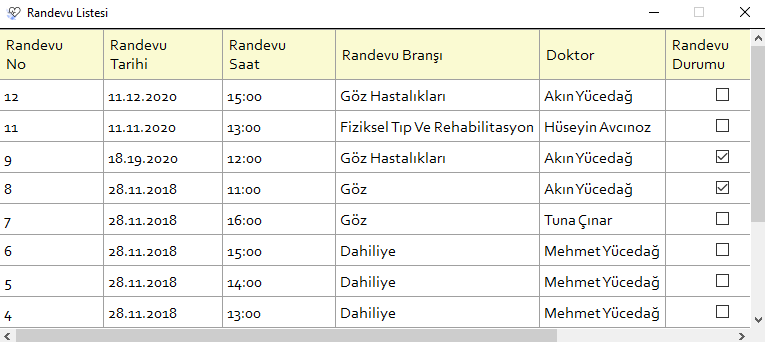 Randevu Listesi
Randevu No Randevu Tarihi Randevu Saat Randevu Branşı Doktor Randevu Durumu
12 11.12.2020 15:00 Göz Hastalıkları Akın Yücedağ
11 11.11.2020 13:00 Fiziksel Tıp Ve Rehabilitasyon Hüseyin Avcınoz
9 18.19.2020 12:00 Göz Hastalıkları Akın Yücedağ
8 28.11.2018 11:00 Göz Akın Yücedağ
7 28.11.2018 16:00 Göz Tuna Çınar
6 28.11.2018 15:00 Dahiliye Mehmet Yücedağ
5 28.11.2018 14:00 Dahiliye Mehmet Yücedağ
4 28.11.2018 13:00 Dahiliye Mehmet Yücedağ